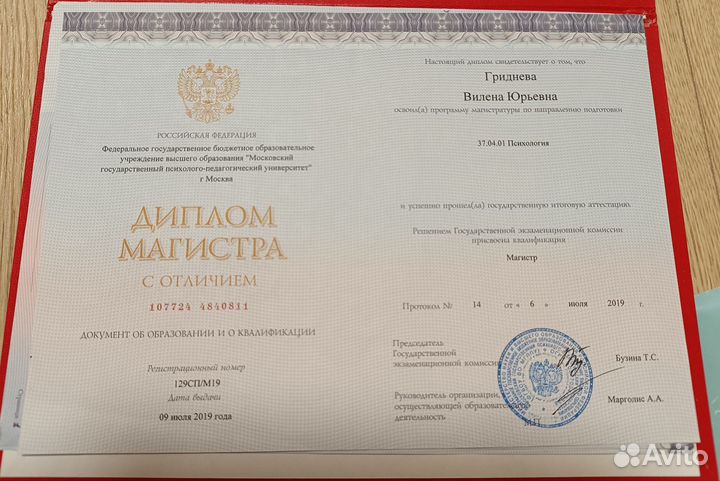 РОССИЙСКАЯ ФЕДЕРАЦИЯ
Федеральное государственное бюджетное образовательное
учреждение высшего образования "Московский
государственный психолого-педагогический университет"
г Москва
ДИПЛОМ
МАГИСТРА
С ОТЛИЧИЕМ
107724 4840811
ДОКУМЕНТ ОБ ОБРАЗОВАНИИ И О КВАЛИФИКАЦИИ
Регистрационный номер
129СП/М19
Дата выдачи
09 июля 2019 года
Настоящий диплом свидетельствует о том, что
Гриднева
Вилена Юрьевна
освоил(а) программу магистратуры по направлению подготовки
37.04.01 Психология
и успешно прошел(ла) государственную итоговую аттестацию
Решением Государственной экзаменационной комиссии
присвоена квалификация
Магистр
Протокол № 14 от « 6 » июля 2019 г.
Председатель
Государственной
экзаменационной комиссии
Бузина Т.С.
Руководитель организации,
осуществляющей образовательную
деятельность
Марголис А.А.
М.П.
Avito